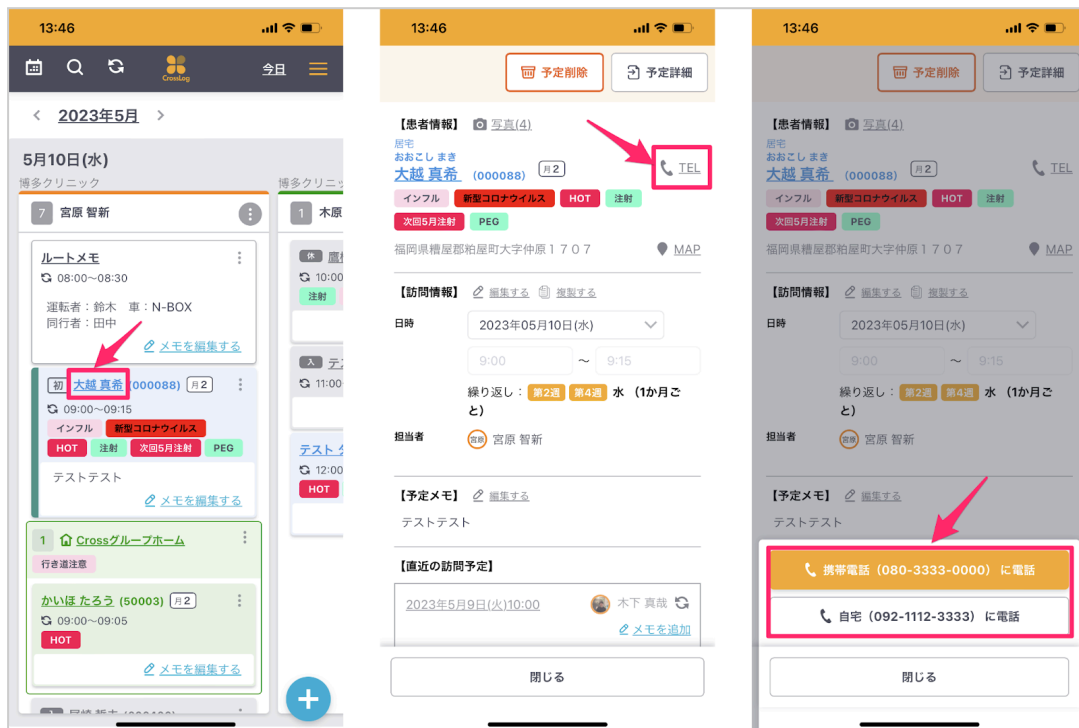 13:46
CrossLog
今日
2023年5月
5月10日(水)
博多クリニック
7 宮原 智新
ルートメモ
08:00〜08:30
運転者：鈴木 車：N-BOX
同行者：田中
メモを編集する
初 大越 真希 (000088) 月2
09:00〜09:15
インフル 新型コロナウイルス
HOT 注射 次回5月注射 PEG
テストテスト
メモを編集する
1 Crossグループホーム
行き道注意
かいほ たろう (50003) 月2
09:00〜09:05
HOT
メモを編集する
博多クリニ
1 木原
休
10:00
注射
入 テ
11:00
テスト タ
12:00
HOT
13:46
予定削除 予定詳細
【患者情報】 写真(4)
居宅
おおこし まき
大越 真希 (000088) 月2 TEL
インフル 新型コロナウイルス HOT 注射
次回5月注射 PEG
福岡県糟屋郡粕屋町大字仲原１７０７ MAP
【訪問情報】 編集する 複製する
日時 2023年05月10日(水)
9:00 〜 9:15
繰り返し： 第2週 第4週 水 （1か月ご
と）
担当者 宮原 宮原 智新
【予定メモ】 編集する
テストテスト
【直近の訪問予定】
2023年5月9日(火)10:00 木下 真哉
メモを追加
閉じる
13:46
予定削除 予定詳細
【患者情報】 写真(4)
居宅
おおこし まき
大越 真希 (000088) 月2 TEL
インフル 新型コロナウイルス HOT 注射
次回5月注射 PEG
福岡県糟屋郡粕屋町大字仲原１７０７ MAP
【訪問情報】 編集する 複製する
日時 2023年05月10日(水)
9:00 〜 9:15
繰り返し： 第2週 第4週 水 （1か月ご
と）
担当者 宮原 宮原 智新
【予定メモ】 編集する
テストテスト
携帯電話（080-3333-0000） に電話
自宅（092-1112-3333） に電話
閉じる